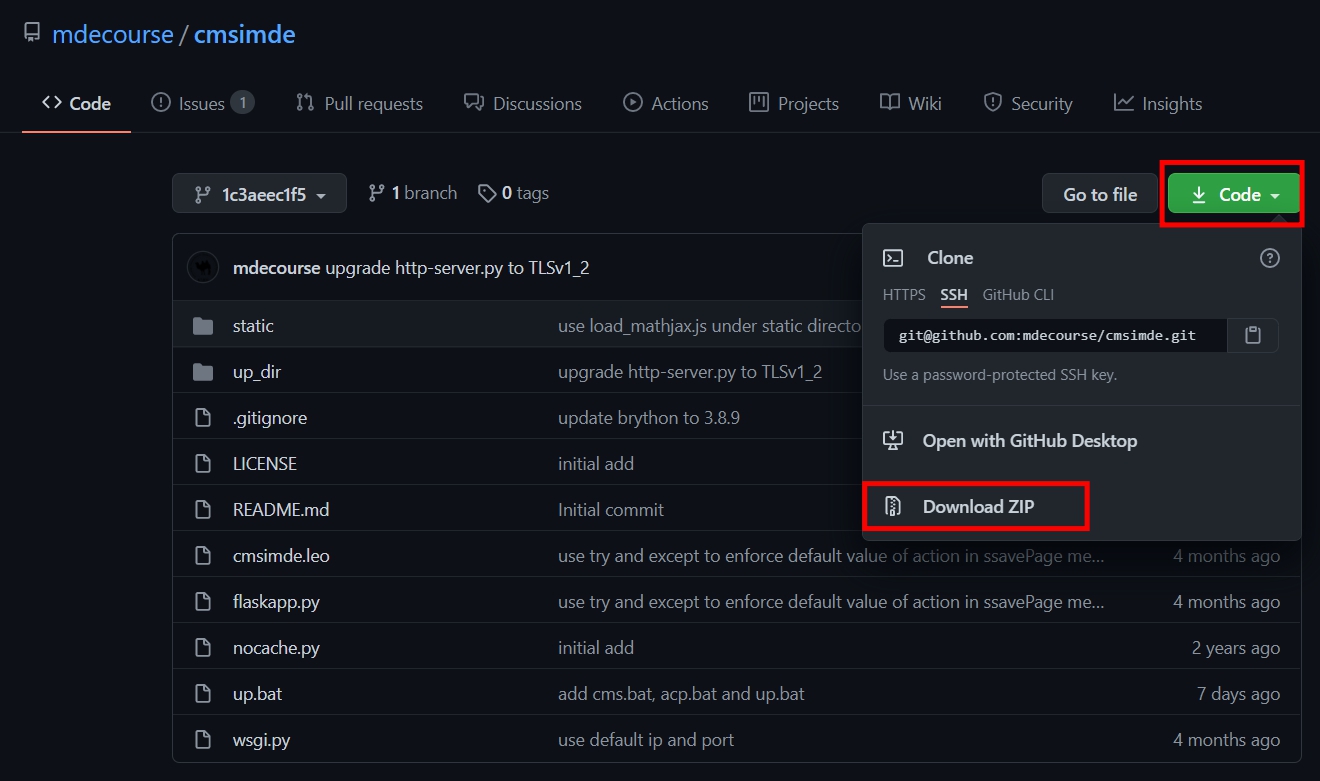 mdecourse / cmsimde
Code Issues 1 Pull requests Discussions Actions Projects Wiki Security Insights
1c3aeec1f5 1 branch 0 tags Go to file Code
mdecourse upgrade http-server.py to TLSv1_2
static use load_mathjax.js under static directo
up_dir upgrade http-server.py to TLSv1_2
.gitignore update brython to 3.8.9
LICENSE initial add
README.md Initial commit
cmsimde.leo use try and except to enforce default value of action in ssavePage me... 4 months ago
flaskapp.py use try and except to enforce default value of action in ssavePage me... 4 months ago
nocache.py initial add 2 years ago
up.bat add cms.bat, acp.bat and up.bat 7 days ago
wsgi.py use default ip and port 4 months ago
Clone
HTTPS SSH GitHub CLI
git@github.com:mdecourse/cmsimde.git
Use a password-protected SSH key.
Open with GitHub Desktop
Download ZIP